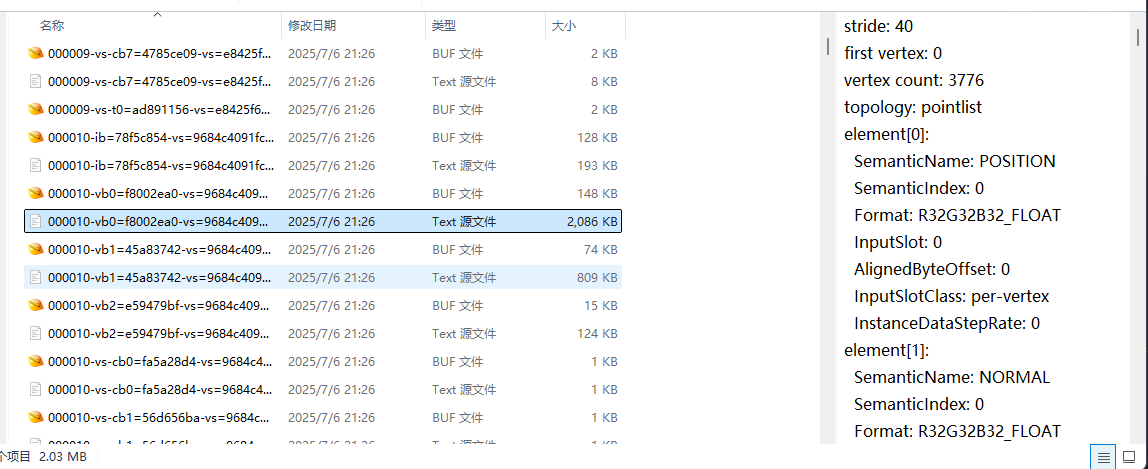 名称 修改日期 类型 大小
000009-vs-cb7=4785ce09-vs=e8425f... 2025/7/6 21:26 BUF 文件 2 KB
000009-vs-cb7=4785ce09-vs=e8425f... 2025/7/6 21:26 Text 源文件 8 KB
000009-vs-t0=ad891156-vs=e8425f6... 2025/7/6 21:26 BUF 文件 2 KB
000010-ib=78f5c854-vs=9684c4091fc... 2025/7/6 21:26 BUF 文件 128 KB
000010-ib=78f5c854-vs=9684c4091fc... 2025/7/6 21:26 Text 源文件 193 KB
000010-vb0=f8002ea0-vs=9684c409... 2025/7/6 21:26 BUF 文件 148 KB
000010-vb0=f8002ea0-vs=9684c409... 2025/7/6 21:26 Text 源文件 2,086 KB
000010-vb1=45a83742-vs=9684c409... 2025/7/6 21:26 BUF 文件 74 KB
000010-vb1=45a83742-vs=9684c409... 2025/7/6 21:26 Text 源文件 809 KB
000010-vb2=e59479bf-vs=9684c409... 2025/7/6 21:26 BUF 文件 15 KB
000010-vb2=e59479bf-vs=9684c409... 2025/7/6 21:26 Text 源文件 124 KB
000010-vs-cb0=fa5a28d4-vs=9684c4... 2025/7/6 21:26 BUF 文件 1 KB
000010-vs-cb0=fa5a28d4-vs=9684c4... 2025/7/6 21:26 Text 源文件 1 KB
000010-vs-cb1=56d656ba-vs=9684c... 2025/7/6 21:26 BUF 文件 1 KB
2025/7/6 21:26 Text 源文件 1 KB
个项目 2.03 MB
stride: 40
first vertex: 0
vertex count: 3776
topology: pointlist
element[0]:
SemanticName: POSITION
SemanticIndex: 0
Format: R32G32B32_FLOAT
InputSlot: 0
AlignedByteOffset: 0
InputSlotClass: per-vertex
InstanceDataStepRate: 0
element[1]:
SemanticName: NORMAL
SemanticIndex: 0
Format: R32G32B32_FLOAT